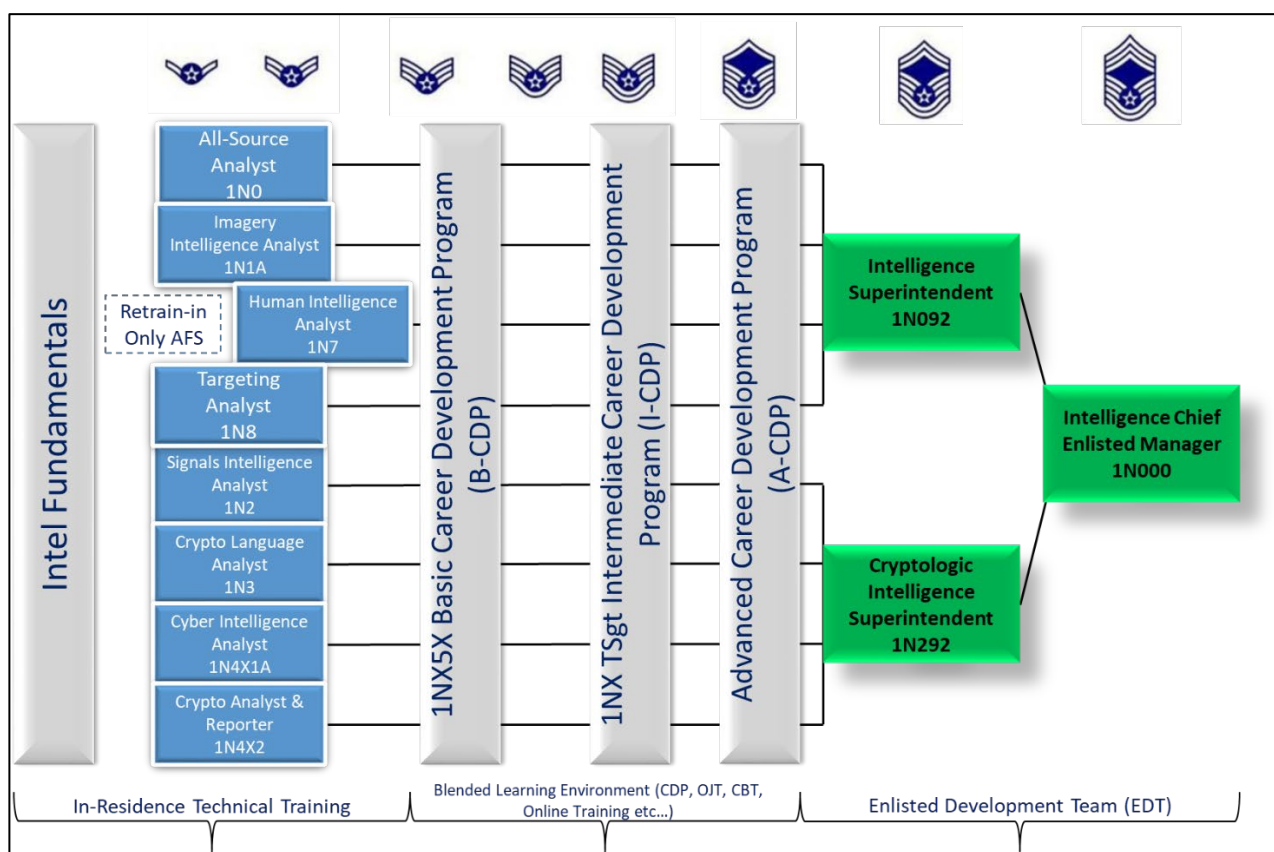 Intel Fundamentals
All-Source
Analyst
1N0
Imagery
Intelligence Analyst
1N1A
Retrain-in
Only AFS
Human Intelligence
Analyst
1N7
Targeting
Analyst
1N8
Signals Intelligence
Analyst
1N2
Crypto Language
Analyst
1N3
Cyber Intelligence
Analyst
1N4X1A
Crypto Analyst &
Reporter
1N4X2
1NX5X Basic Career Development Program
(B-CDP)
1NX TSgt Intermediate Career Development
Program (I-CDP)
Advanced Career Development Program
(A-CDP)
Intelligence
Superintendent
1N092
Cryptologic
Intelligence
Superintendent
1N292
Intelligence Chief
Enlisted Manager
1N000
In-Residence Technical Training
Blended Learning Environment (CDP, OJT, CBT,
Online Training etc...)
Enlisted Development Team (EDT)